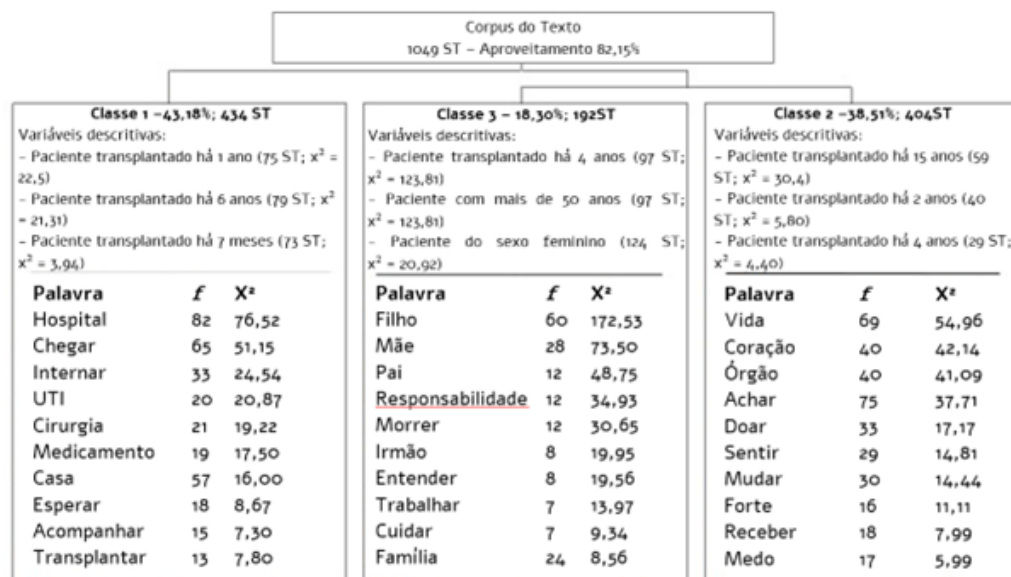 Corpus do Texto
1049 ST – Aproveitamento 82,15%
Classe 1 –43,18%; 434 ST
Variáveis descritivas:
- Paciente transplantado há 1 ano (75 ST; x² =
22,5)
- Paciente transplantado há 6 anos (79 ST; x²
= 21,31)
- Paciente transplantado há 7 meses (73 ST;
x² = 3,94)
Palavra f X²
Hospital 82 76,52
Chegar 65 51,15
Internar 33 24,54
UTI 20 20,87
Cirurgia 21 19,22
Medicamento 19 17,50
Casa 57 16,00
Esperar 18 8,67
Acompanhar 15 7,30
Transplantar 13 7,80
Classe 3 – 18,30%; 192ST
Variáveis descritivas:
- Paciente transplantado há 4 anos (97 ST;
x² = 123,81)
- Paciente com mais de 50 anos (97 ST;
x² = 123,81)
- Paciente do sexo feminino (124 ST;
x² = 20,92)
Palavra f X²
Filho 60 172,53
Mãe 28 73,50
Pai 12 48,75
Responsabilidade 12 34,93
Morrer 12 30,65
Irmão 8 19,95
Entender 8 19,56
Trabalhar 7 13,97
Cuidar 7 9,34
Família 24 8,56
Classe 2 –38,51%; 404ST
Variáveis descritivas:
- Paciente transplantado há 15 anos (59
ST; x² = 30,4)
- Paciente transplantado há 2 anos (40
ST; x² = 5,80)
- Paciente transplantado há 4 anos (29 ST;
x² = 4,40)
Palavra f X²
Vida 69 54,96
Coração 40 42,14
Órgão 40 41,09
Achar 75 37,71
Doar 33 17,17
Sentir 29 14,81
Mudar 30 14,44
Forte 16 11,11
Receber 18 7,99
Medo 17 5,99